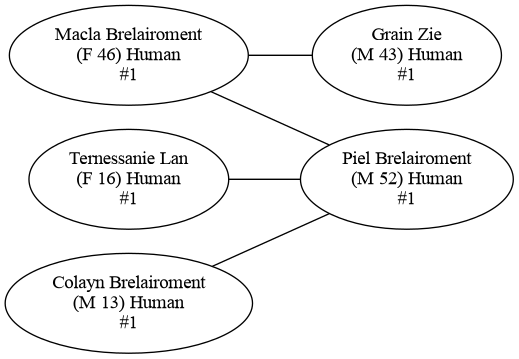 Macla Brelairoment
(F 46) Human
#1
Grain Zie
(M 43) Human
#1
Ternessanie Lan
(F 16) Human
#1
Piel Brelairoment
(M 52) Human
#1
Colayn Brelairoment
(M 13) Human
#1